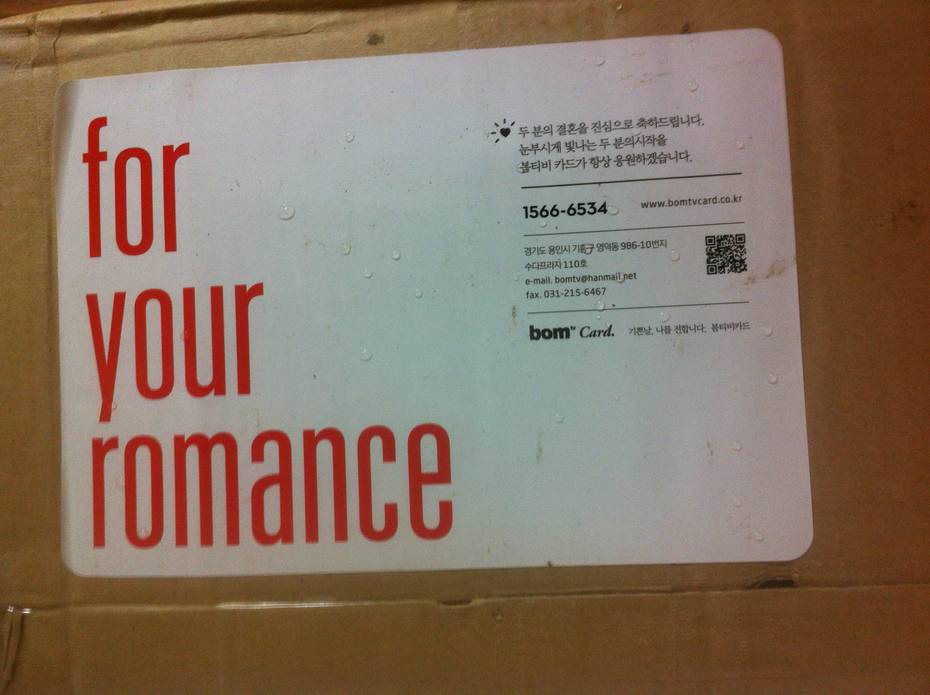 for
your
romance
두 분의 결혼을 진심으로 축하드립니다.
눈부시게 빛나는 두 분의시작을
봄티비 카드가 항상 응원하겠습니다.
1566-6534
www.bomtvcard.co.kr
경기도 용인시 기흥구 영덕동 986-10번지
수다프라자 110호
e-mail. bomtv@hanmail.net
fax. 031-215-6467
bomtv Card.
기쁜날, 나를 전합니다, 봄티비카드